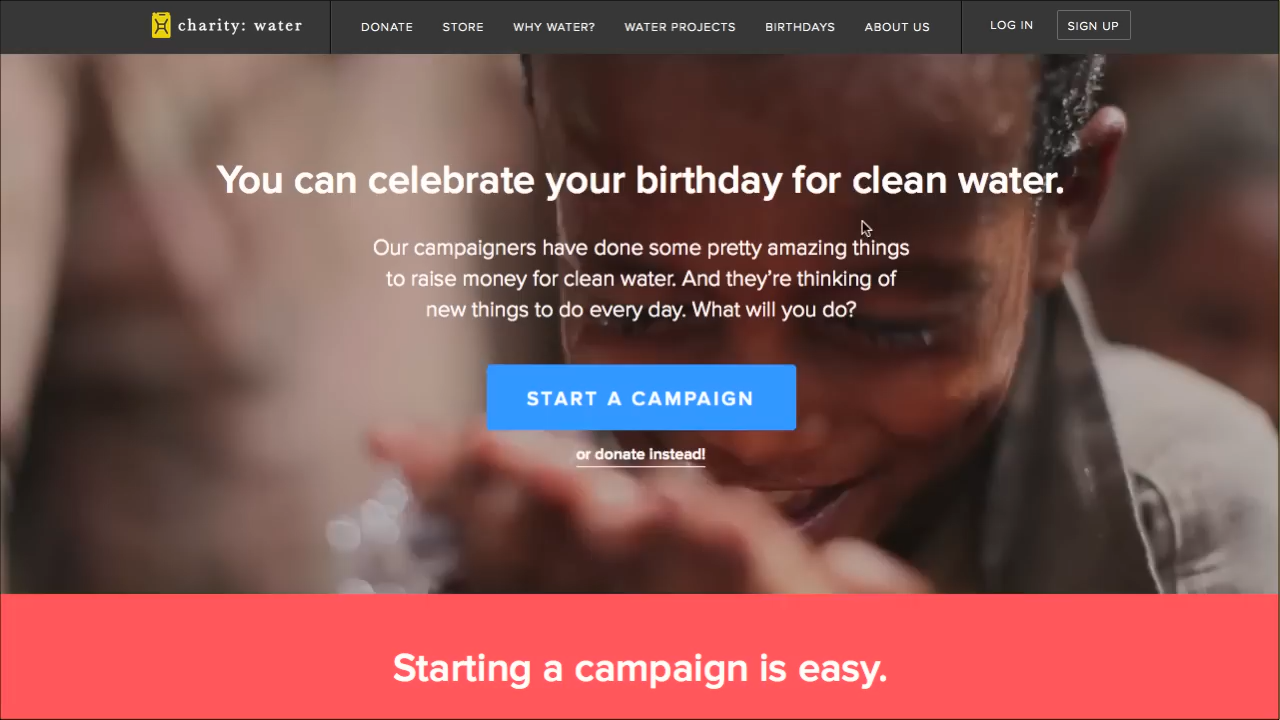 charity: water
DONATE STORE WHY WATER? WATER PROJECTS BIRTHDAYS ABOUT US LOG IN SIGN UP
You can celebrate your birthday for clean water.
Our campaigners have done some pretty amazing things
to raise money for clean water. And they're thinking of
new things to do every day. What will you do?
START A CAMPAIGN
or donate instead!
Starting a campaign is easy.